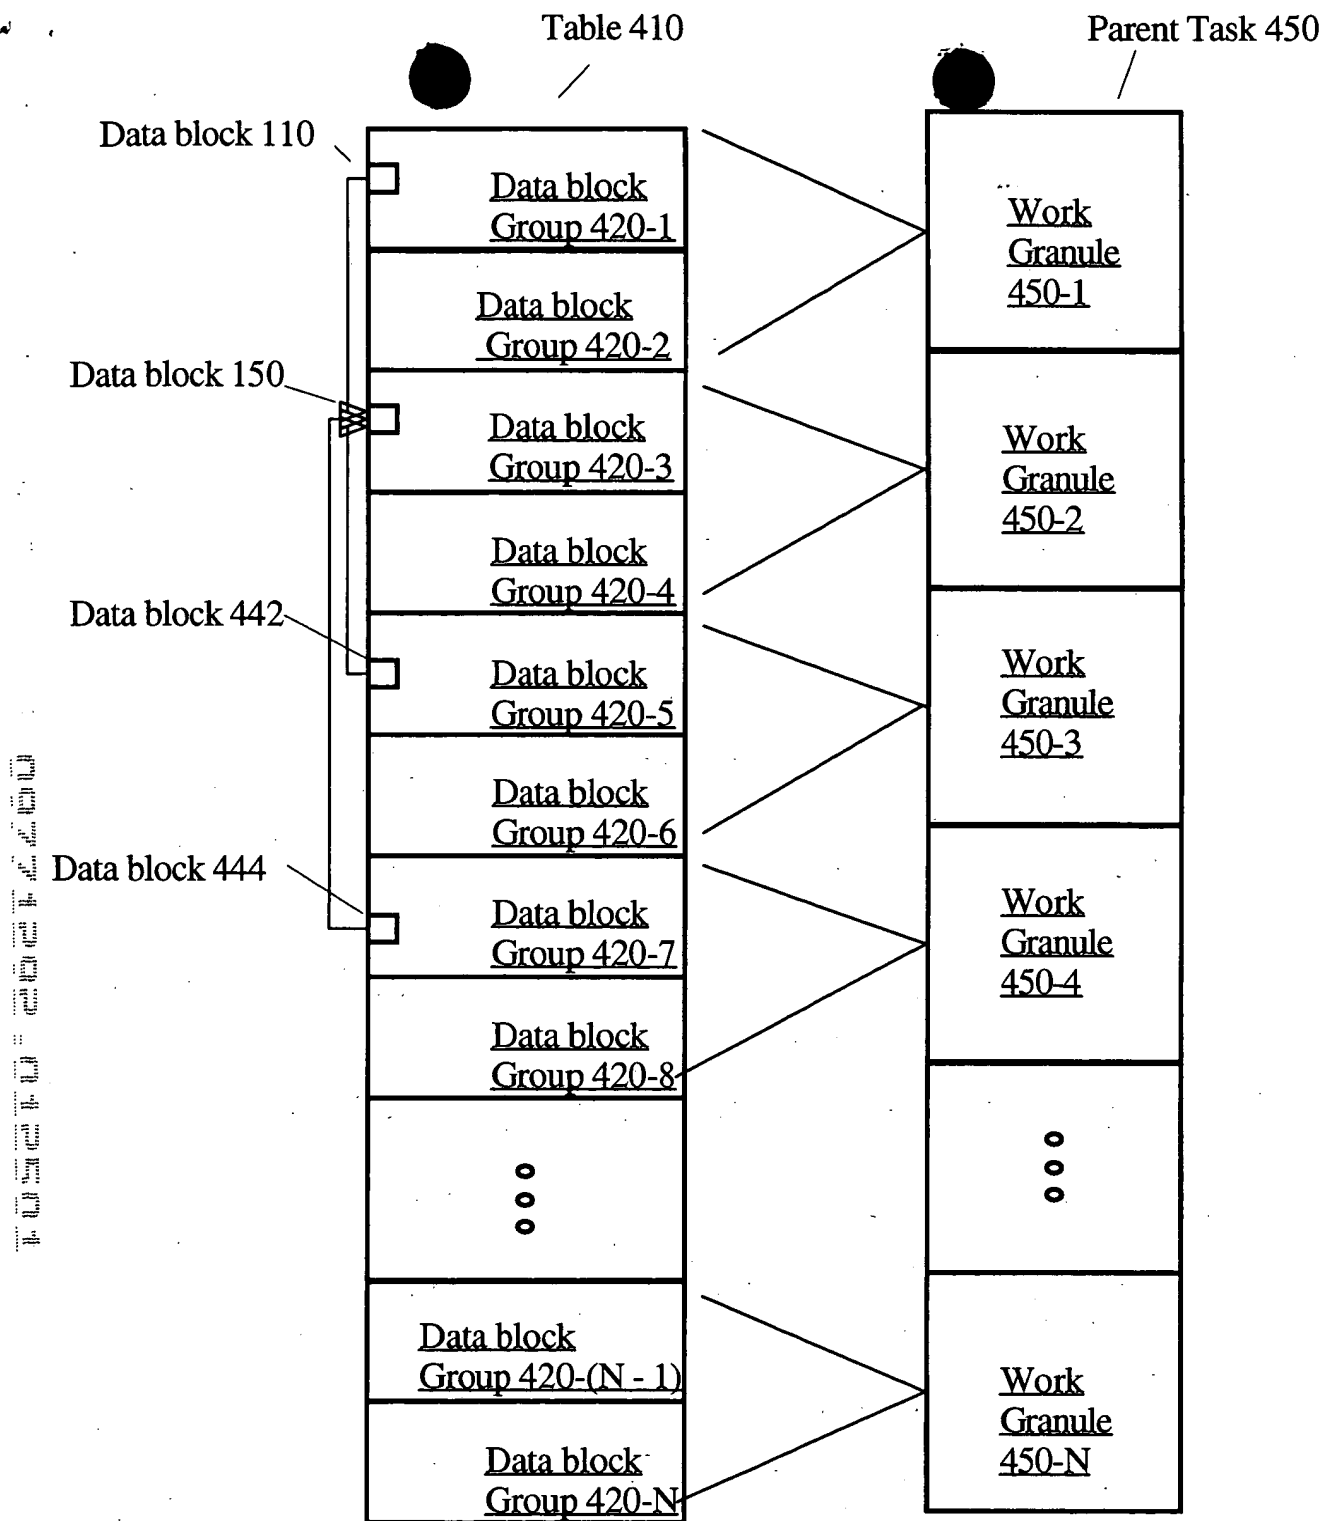 Table 410
Parent Task 450
Data block 110
Data block
Group 420-1
Data block
Group 420-2
Data block 150
Data block
Group 420-3
Data block
Group 420-4
Data block 442
Data block
Group 420-5
Data block
Group 420-6
Data block 444
Data block
Group 420-7
Data block
Group 420-8
Data block
Group 420-(N - 1)
Data block
Group 420-N
Work
Granule
450-1
Work
Granule
450-2
Work
Granule
450-3
Work
Granule
450-4
Work
Granule
450-N